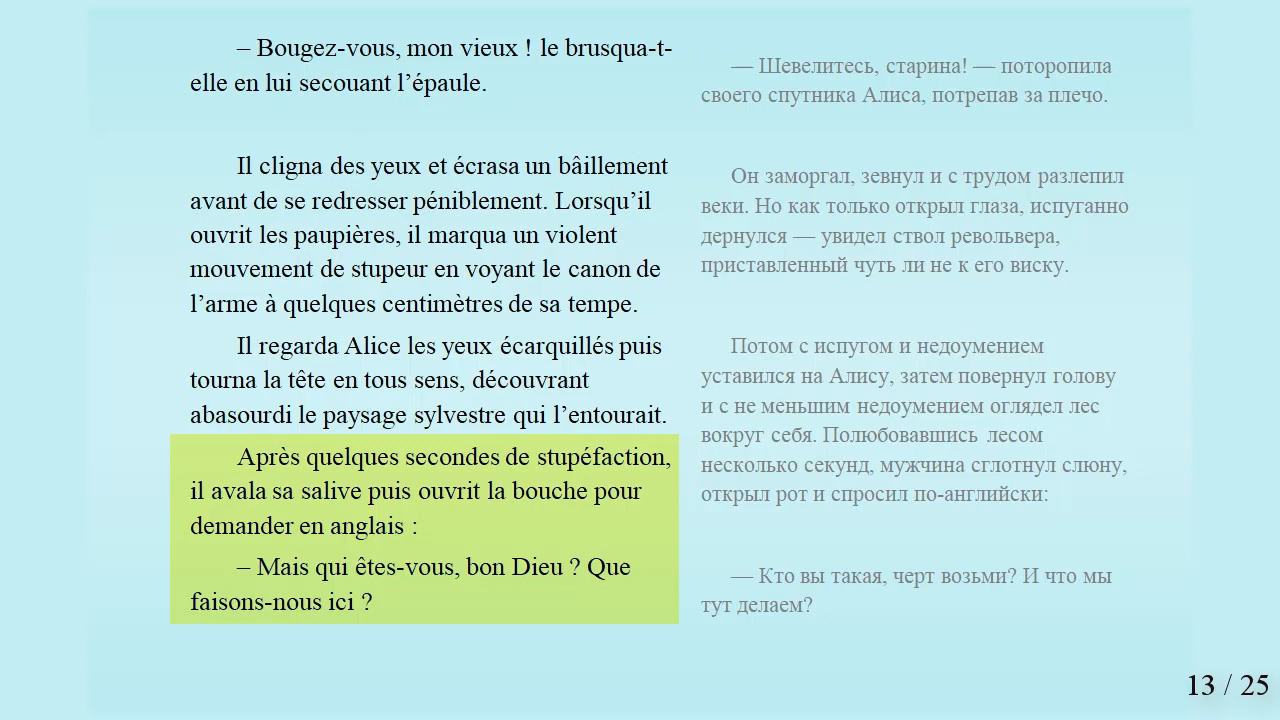 – Bougez-vous, mon vieux ! le brusqua-t-
elle en lui secouant l’épaule.
Il cligna des yeux et écrasa un bâillement
avant de se redresser péniblement. Lorsqu’il
ouvrit les paupières, il marqua un violent
mouvement de stupeur en voyant le canon de
l’arme à quelques centimètres de sa tempe.
Il regarda Alice les yeux écarquillés puis
tourna la tête en tous sens, découvrant
abasourdi le paysage sylvestre qui l’entourait.
Après quelques secondes de stupéfaction,
il avala sa salive puis ouvrit la bouche pour
demander en anglais :
– Mais qui êtes-vous, bon Dieu ? Que
faisons-nous ici ?
— Шевелитесь, старина! — поторопила
своего спутника Алиса, потрепав за плечо.
Он заморгал, зевнул и с трудом разлепил
веки. Но как только открыл глаза, испуганно
дернулся — увидел ствол револьвера,
приставленный чуть ли не к его виску.
Потом с испугом и недоумением
уставился на Алису, затем повернул голову
и с не меньшим недоумением оглядел лес
вокруг себя. Полюбовавшись лесом
несколько секунд, мужчина сглотнул слюну,
открыл рот и спросил по-английски:
— Кто вы такая, черт возьми? И что мы
тут делаем?
13 / 25